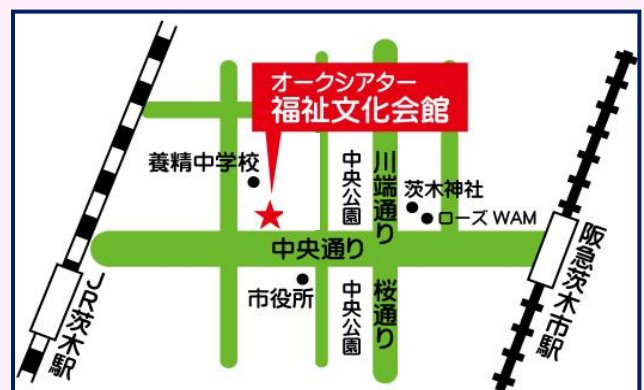 オークシアター
福祉文化会館
養精中学校
中央公園
川端通り
茨木神社
ローズ WAM
中央通り
市役所
中央公園
桜通り
JR茨木駅
阪急茨木市駅